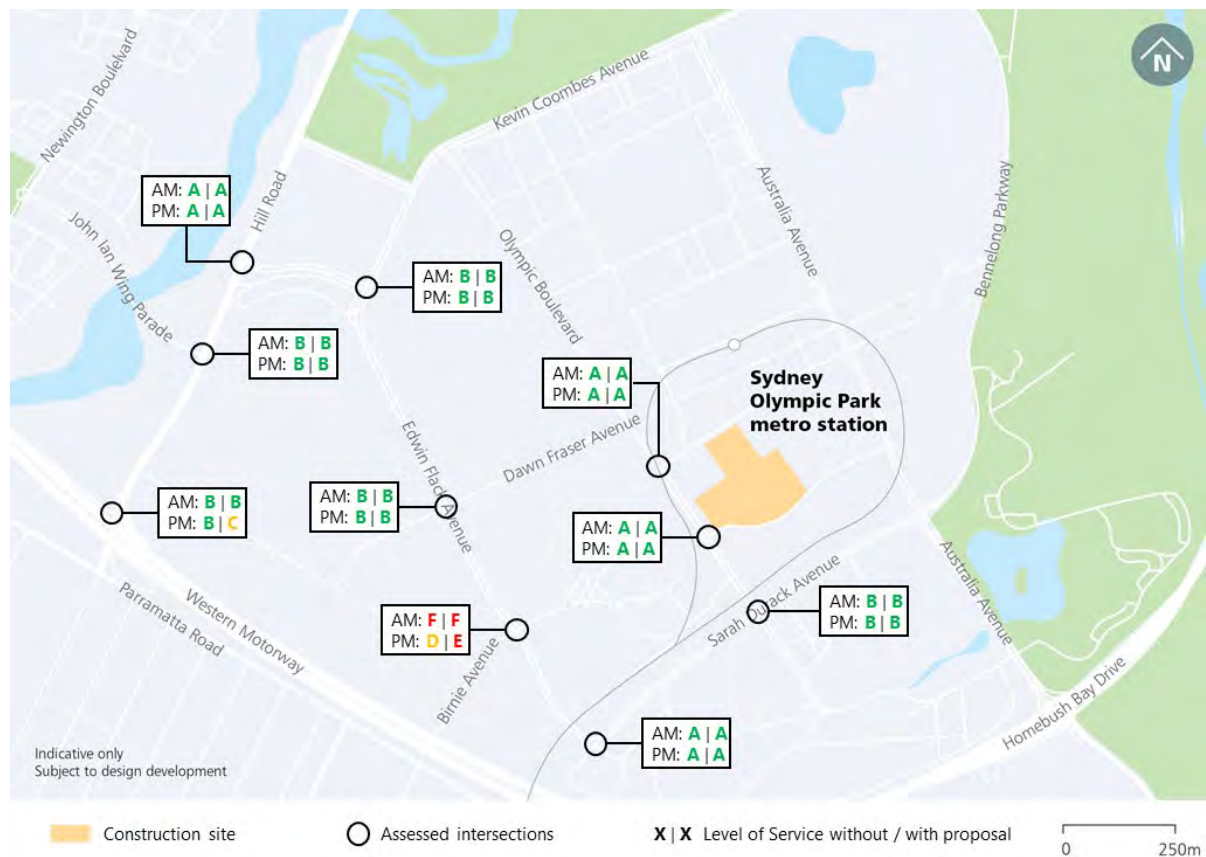 N
Newington Boulelvard
Kevin Coombes Avenue
Hill Road
Australia Avenue
Bennelong Parkway
AM: A | A
PM: A | A
John Ian Wing Parade
Olympic Boulevard
AM: B | B
PM: B | B
AM: B | B
PM: B | B
AM: A | A
PM: A | A
Sydney
Olympic Park
metro station
Edwin Flack Avenue
Dawn Fraser Avenue
AM: B | B
PM: B | C
AM: B | B
PM: B | B
AM: A | A
PM: A | A
Parramatta Road
Western Motorway
Sarah Durack Avenue
Australia Avenue
AM: B | B
PM: B | B
AM: F | F
PM: D | E
Birnie Avenue
Homebush Bay Drive
AM: A | A
PM: A | A
Indicative only
Subject to design development
Construction site
Assessed intersections
X | X Level of Service without / with proposal
0 250m